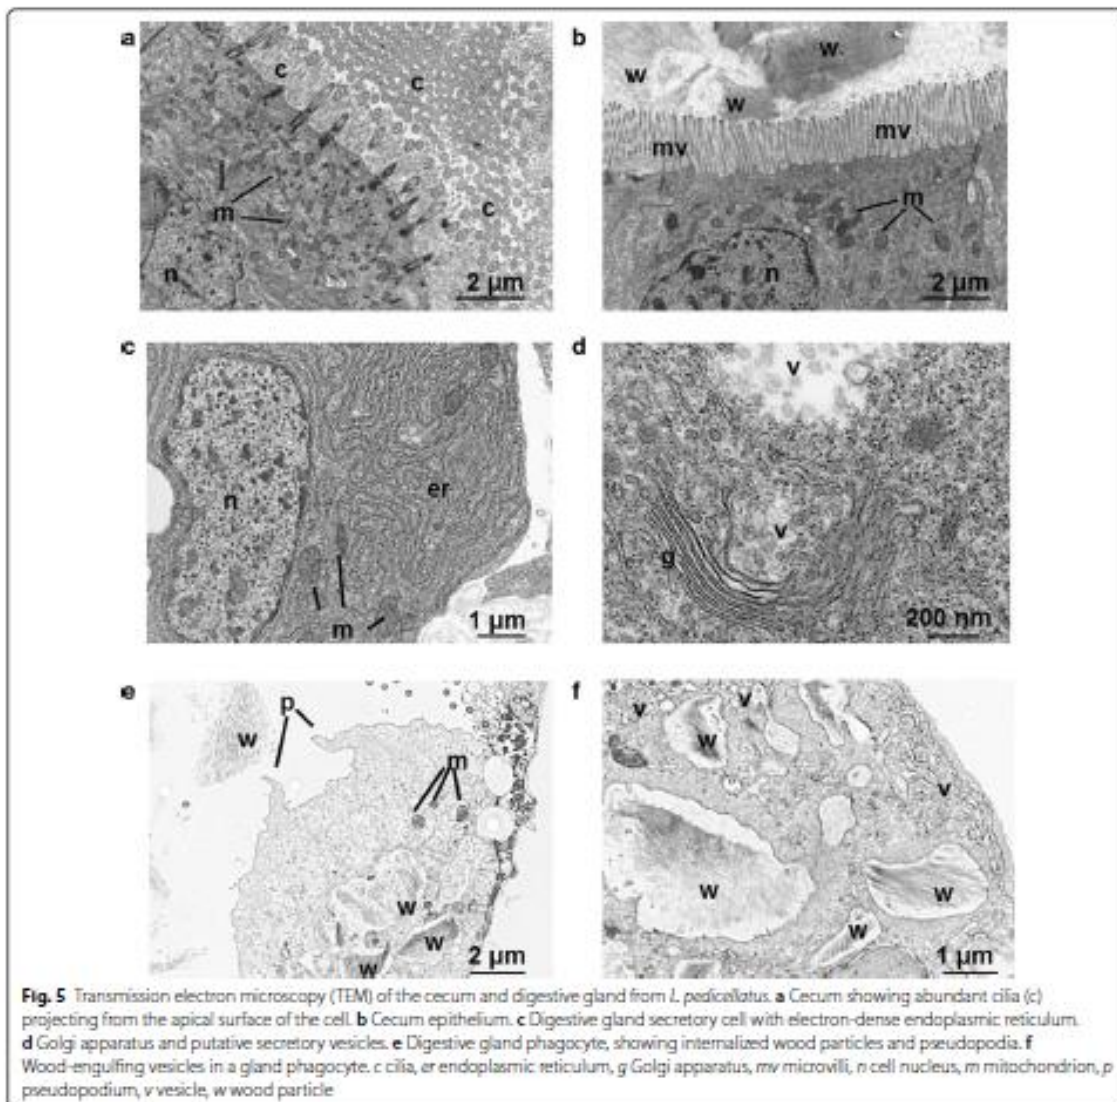 a
c
c
c
m
n
2 µm
b
w
w
w
mv
mv
m
n
2 µm
c
n
er
m
1 µm
d
v
v
g
200 nm
e
p
w
m
w
w
w
2 µm
f
v
v
w
v
w
w
w
1 µm
Fig. 5 Transmission electron microscopy (TEM) of the cecum and digestive gland from L. pedicellatus. a Cecum showing abundant cilia (c)
projecting from the apical surface of the cell. b Cecum epithelium. c Digestive gland secretory cell with electron-dense endoplasmic reticulum.
d Golgi apparatus and putative secretory vesicles. e Digestive gland phagocyte, showing internalized wood particles and pseudopodia. f
Wood-engulfing vesicles in a gland phagocyte. c cilia, er endoplasmic reticulum, g Golgi apparatus, mv microvilli, n cell nucleus, m mitochondrion, p
pseudopodium, v vesicle, w wood particle